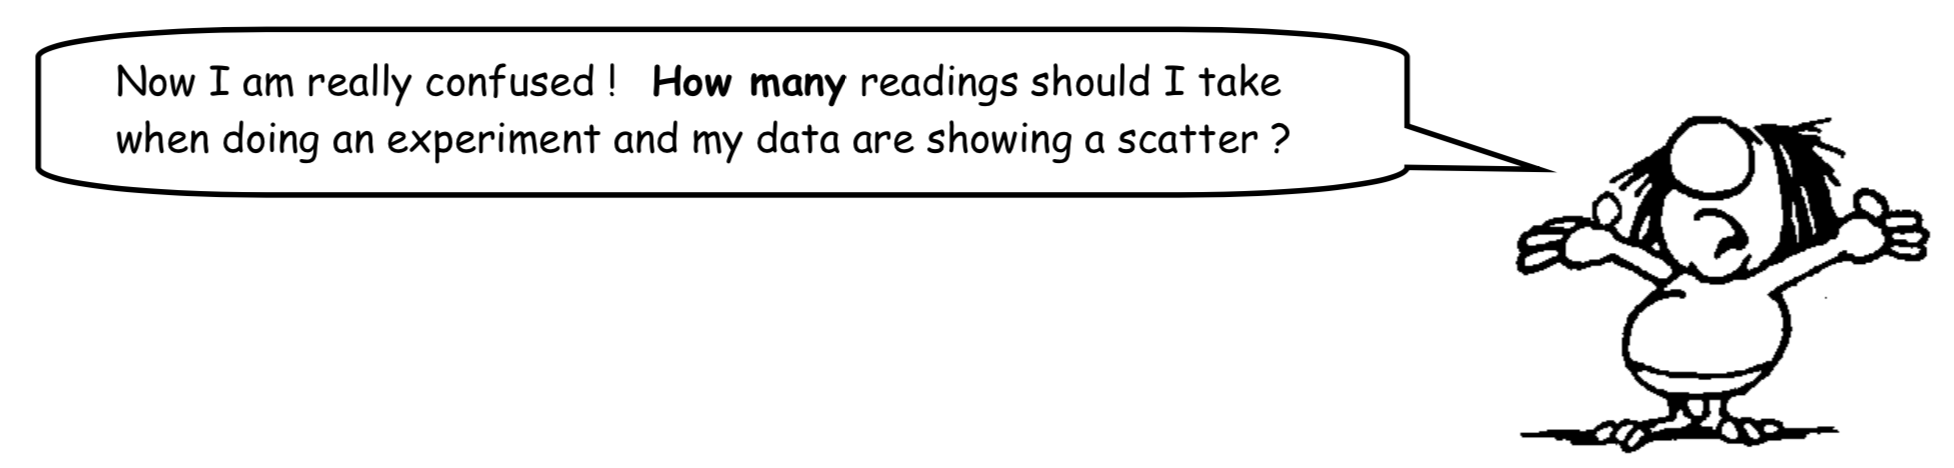 Now I am really confused ! How many readings should I take
when doing an experiment and my data are showing a scatter ?